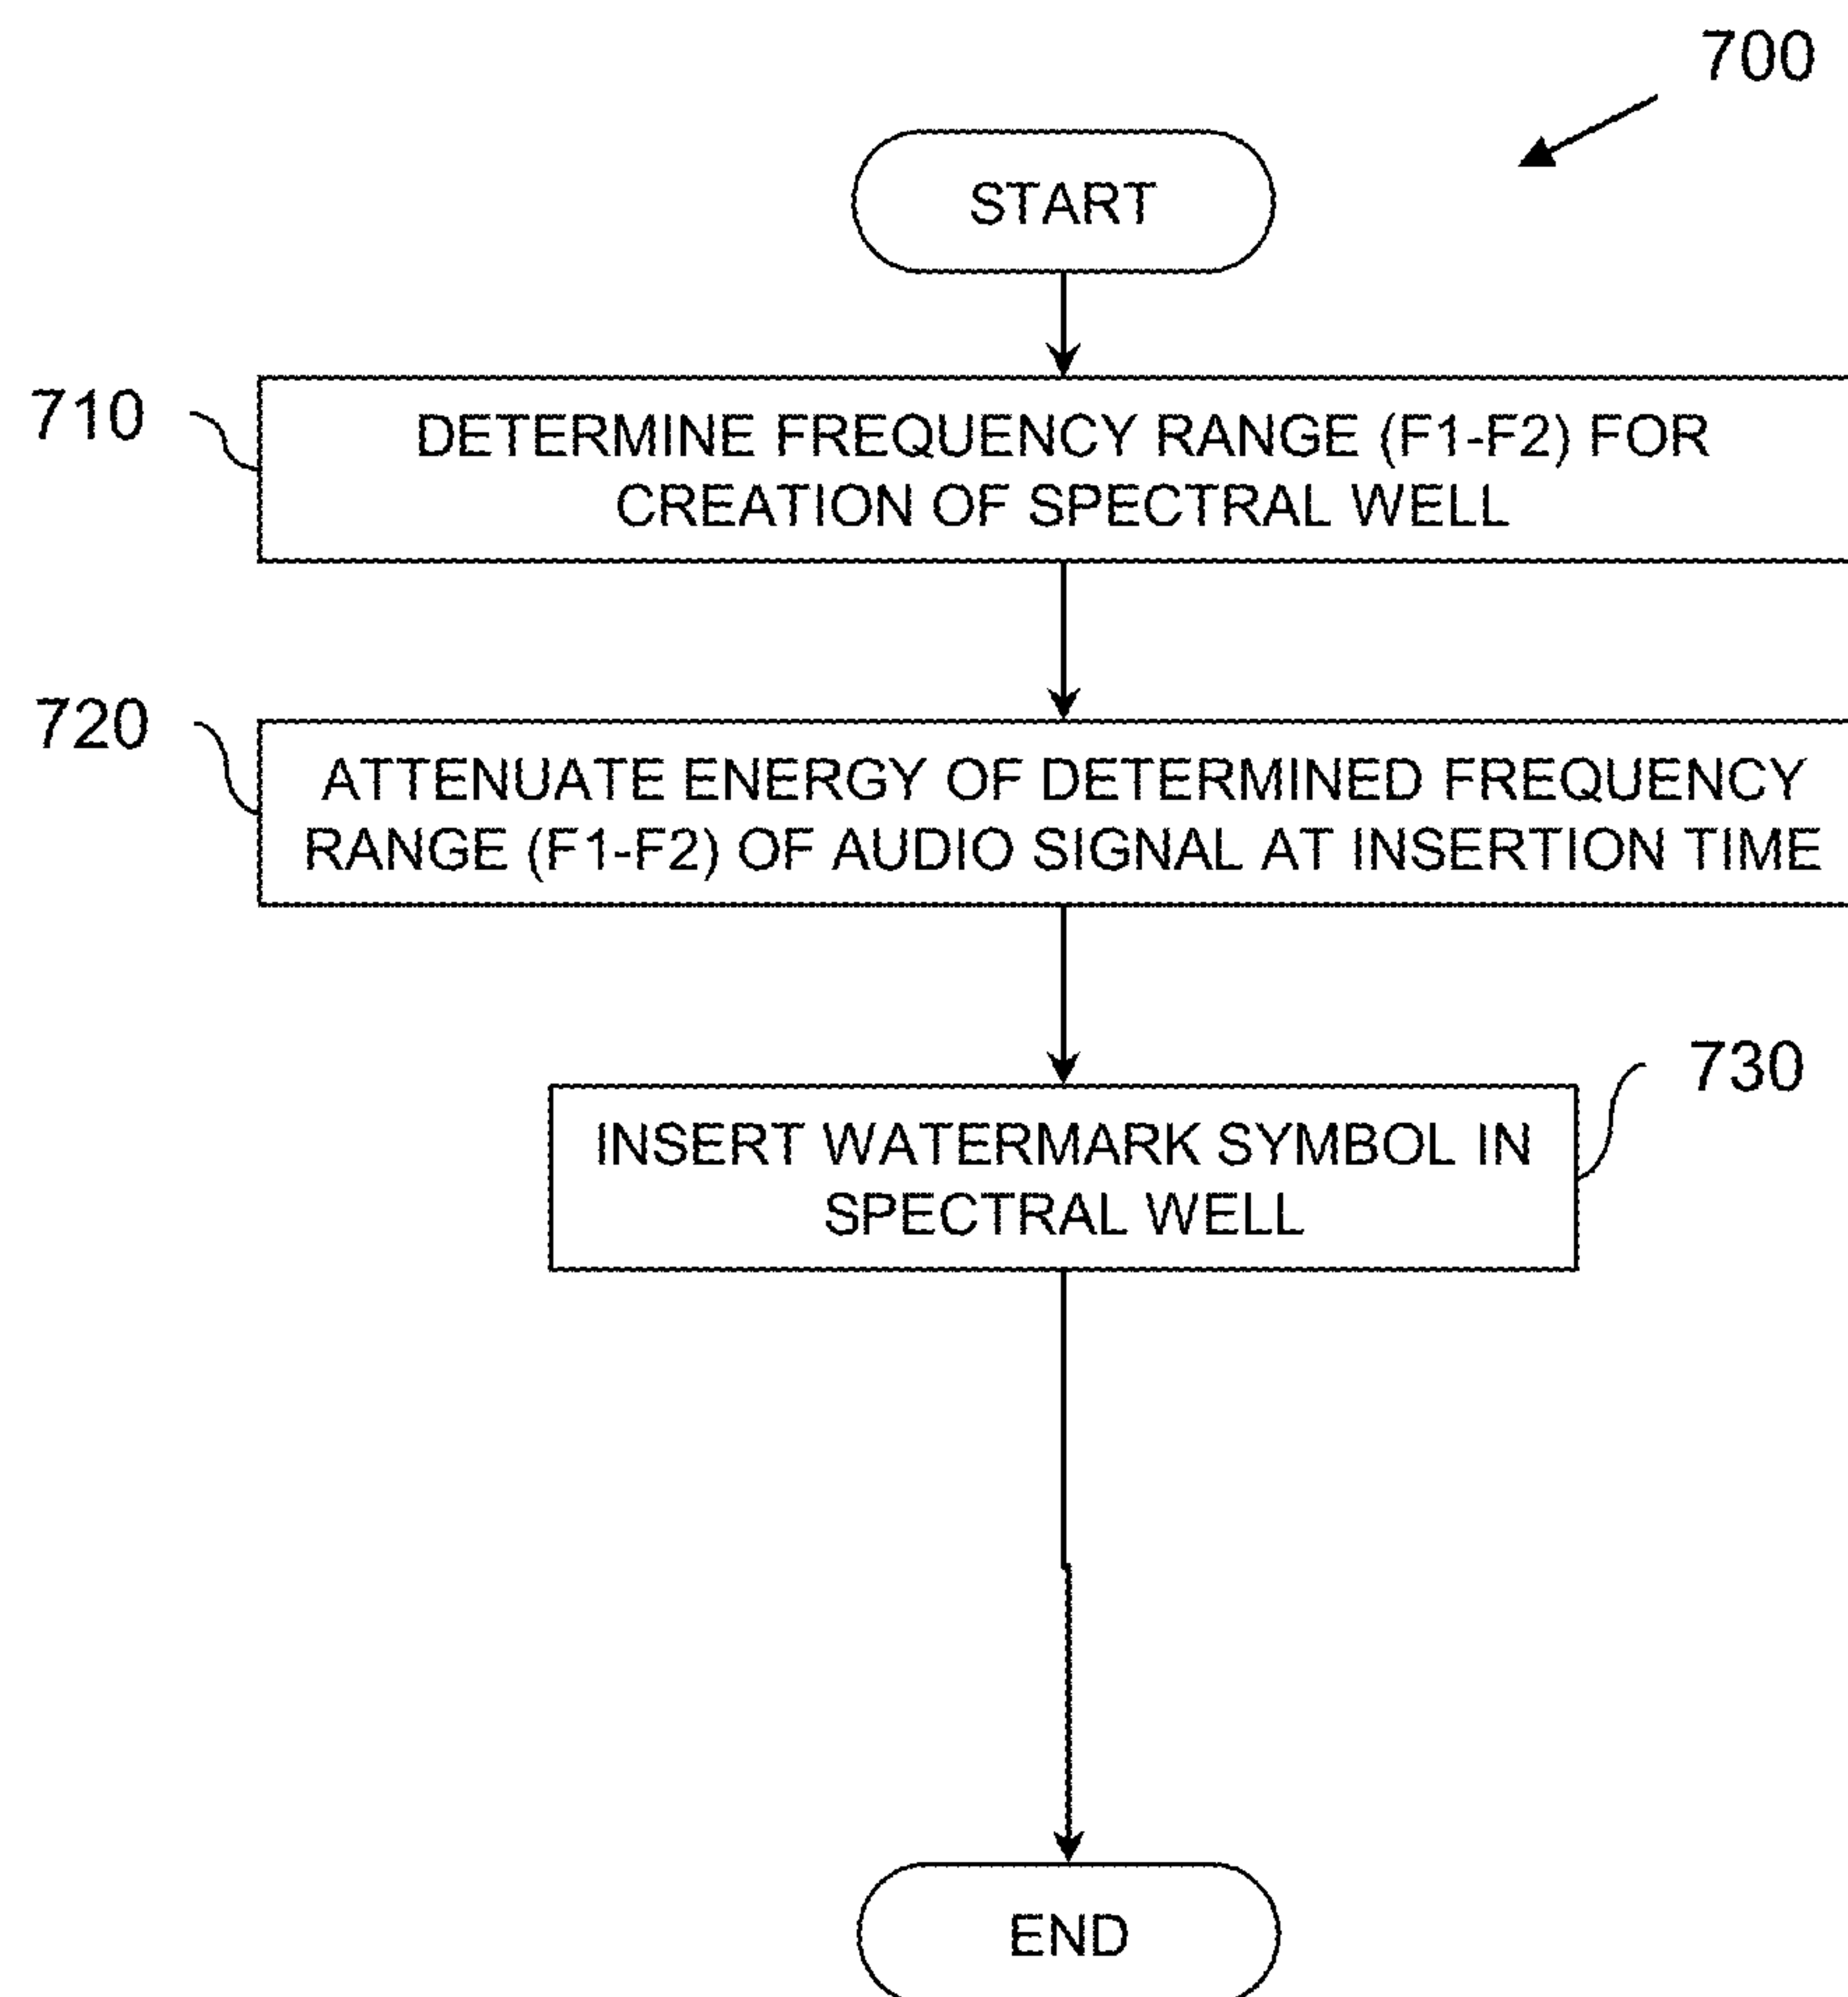 700
START
710
DETERMINE FREQUENCY RANGE (F1-F2) FOR
CREATION OF SPECTRAL WELL
720
ATTENUATE ENERGY OF DETERMINED FREQUENCY
RANGE (F1-F2) OF AUDIO SIGNAL AT INSERTION TIME
730
INSERT WATERMARK SYMBOL IN
SPECTRAL WELL
END